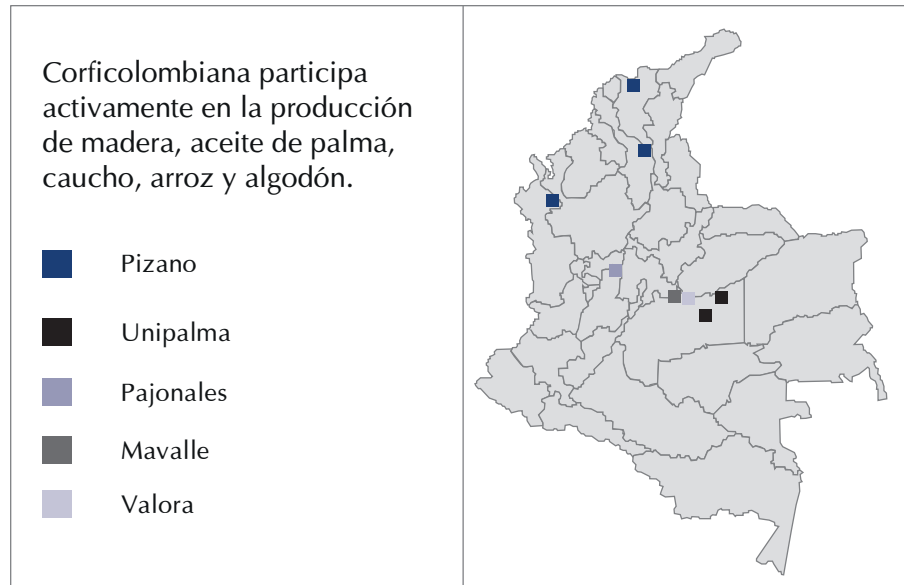 Corficolombiana participa
activamente en la producción
de madera, aceite de palma,
caucho, arroz y algodón.
Pizano
Unipalma
Pajonales
Mavalle
Valora